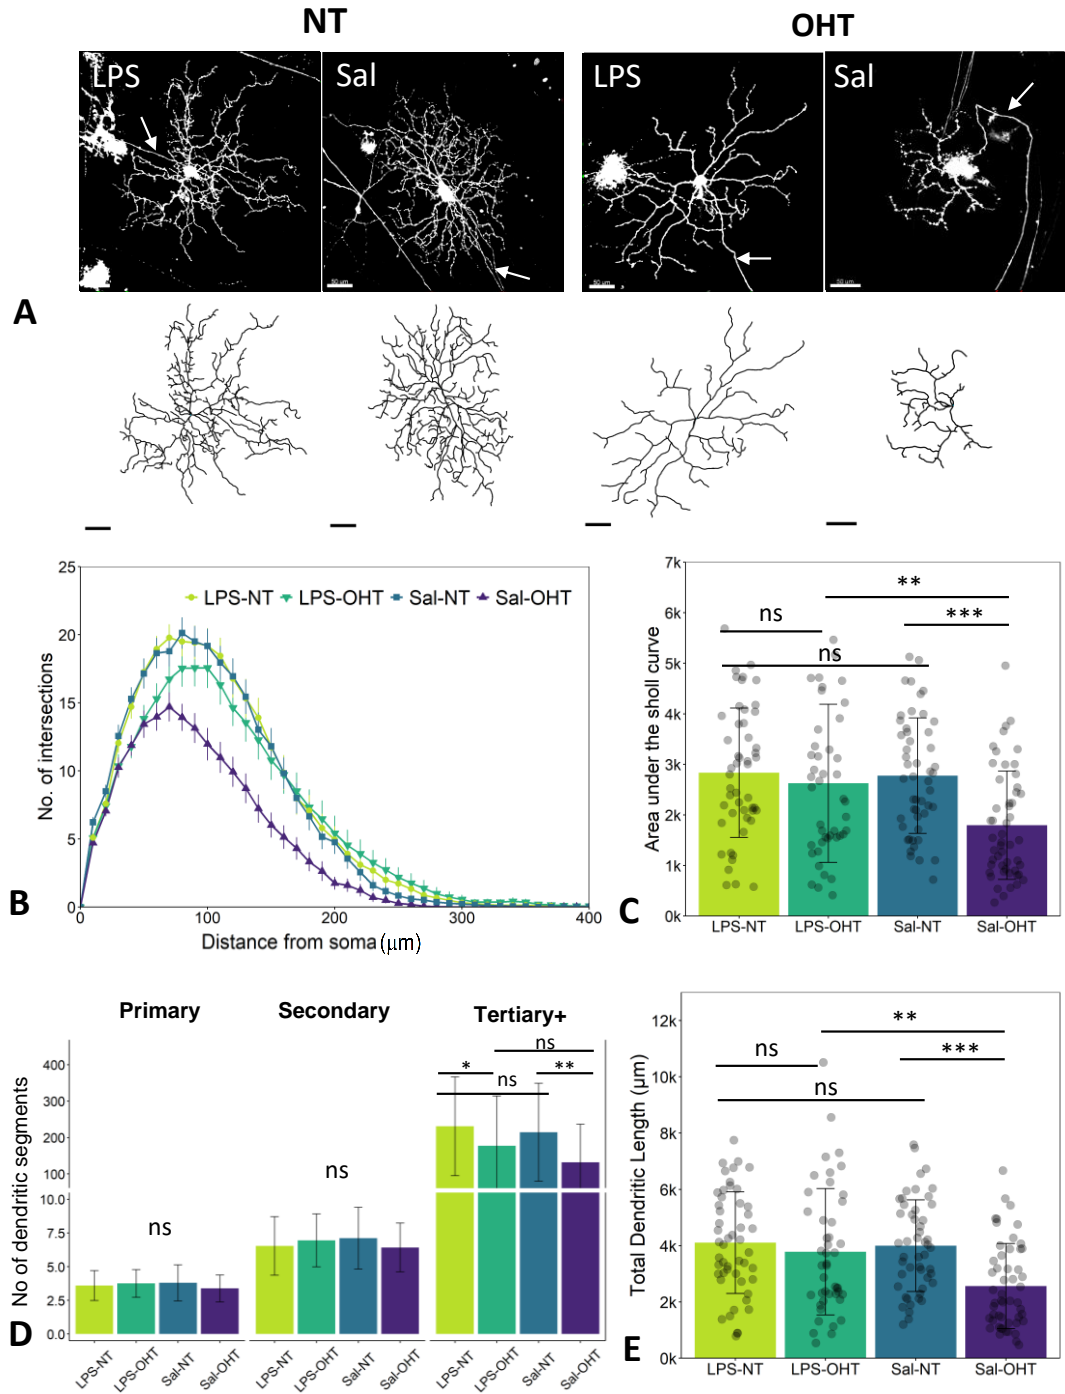 NT
OHT
LPS
Sal
LPS
Sal
50 µm
50 µm
50 µm
A
25
20
15
10
5
0
No. of intersections
LPS-NT
LPS-OHT
Sal-NT
Sal-OHT
0
100
200
300
400
Distance from soma (µm)
B
7k
6k
5k
4k
3k
2k
1k
0k
Area under the sholl curve
**
***
ns
ns
LPS-NT
LPS-OHT
Sal-NT
Sal-OHT
C
Primary
Secondary
Tertiary+
No of dendritic segments
400
300
200
100
10.0
7.5
5.0
2.5
0.0
ns
ns
ns
*
**
ns
LPS-NT
LPS-OHT
Sal-NT
Sal-OHT
LPS-NT
LPS-OHT
Sal-NT
Sal-OHT
LPS-NT
LPS-OHT
Sal-NT
Sal-OHT
D
12k
10k
8k
6k
4k
2k
0k
Total Dendritic Length (µm)
**
***
ns
ns
LPS-NT
LPS-OHT
Sal-NT
Sal-OHT
E